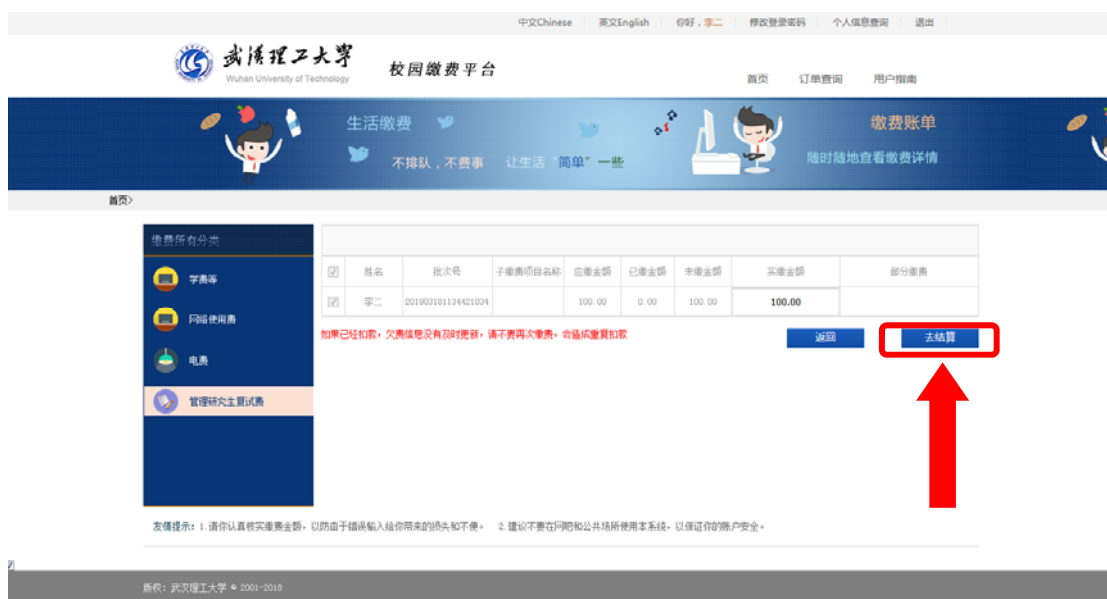 中文Chinese 英文English 你好，李二 修改登录密码 个人信息查询 退出
武汉理工大学
Wuhan University of Technology
校园缴费平台
首页 订单查询 用户指南
生活缴费
不排队，不费事 让生活“简单”一些
缴费账单
随时随地查看缴费详情
首页>
缴费所有分类
学费等
网络使用费
电费
管理研究生复试费
姓名 批次号 子缴费项目名称 应缴金额 已缴金额 未缴金额 实缴金额 部分缴费
李二 201903181134421034 100.00 0.00 100.00 100.00
如果已经扣款，欠费信息没有及时更新，请不要再次缴费，会造成重复扣款
返回 去结算
友情提示：1.请你认真核实缴费金额，以防由于错误输入给你带来的损失和不便。 2.建议不要在网吧和公共场所使用本系统，以保证你的账户安全。
版权：武汉理工大学 © 2001-2018